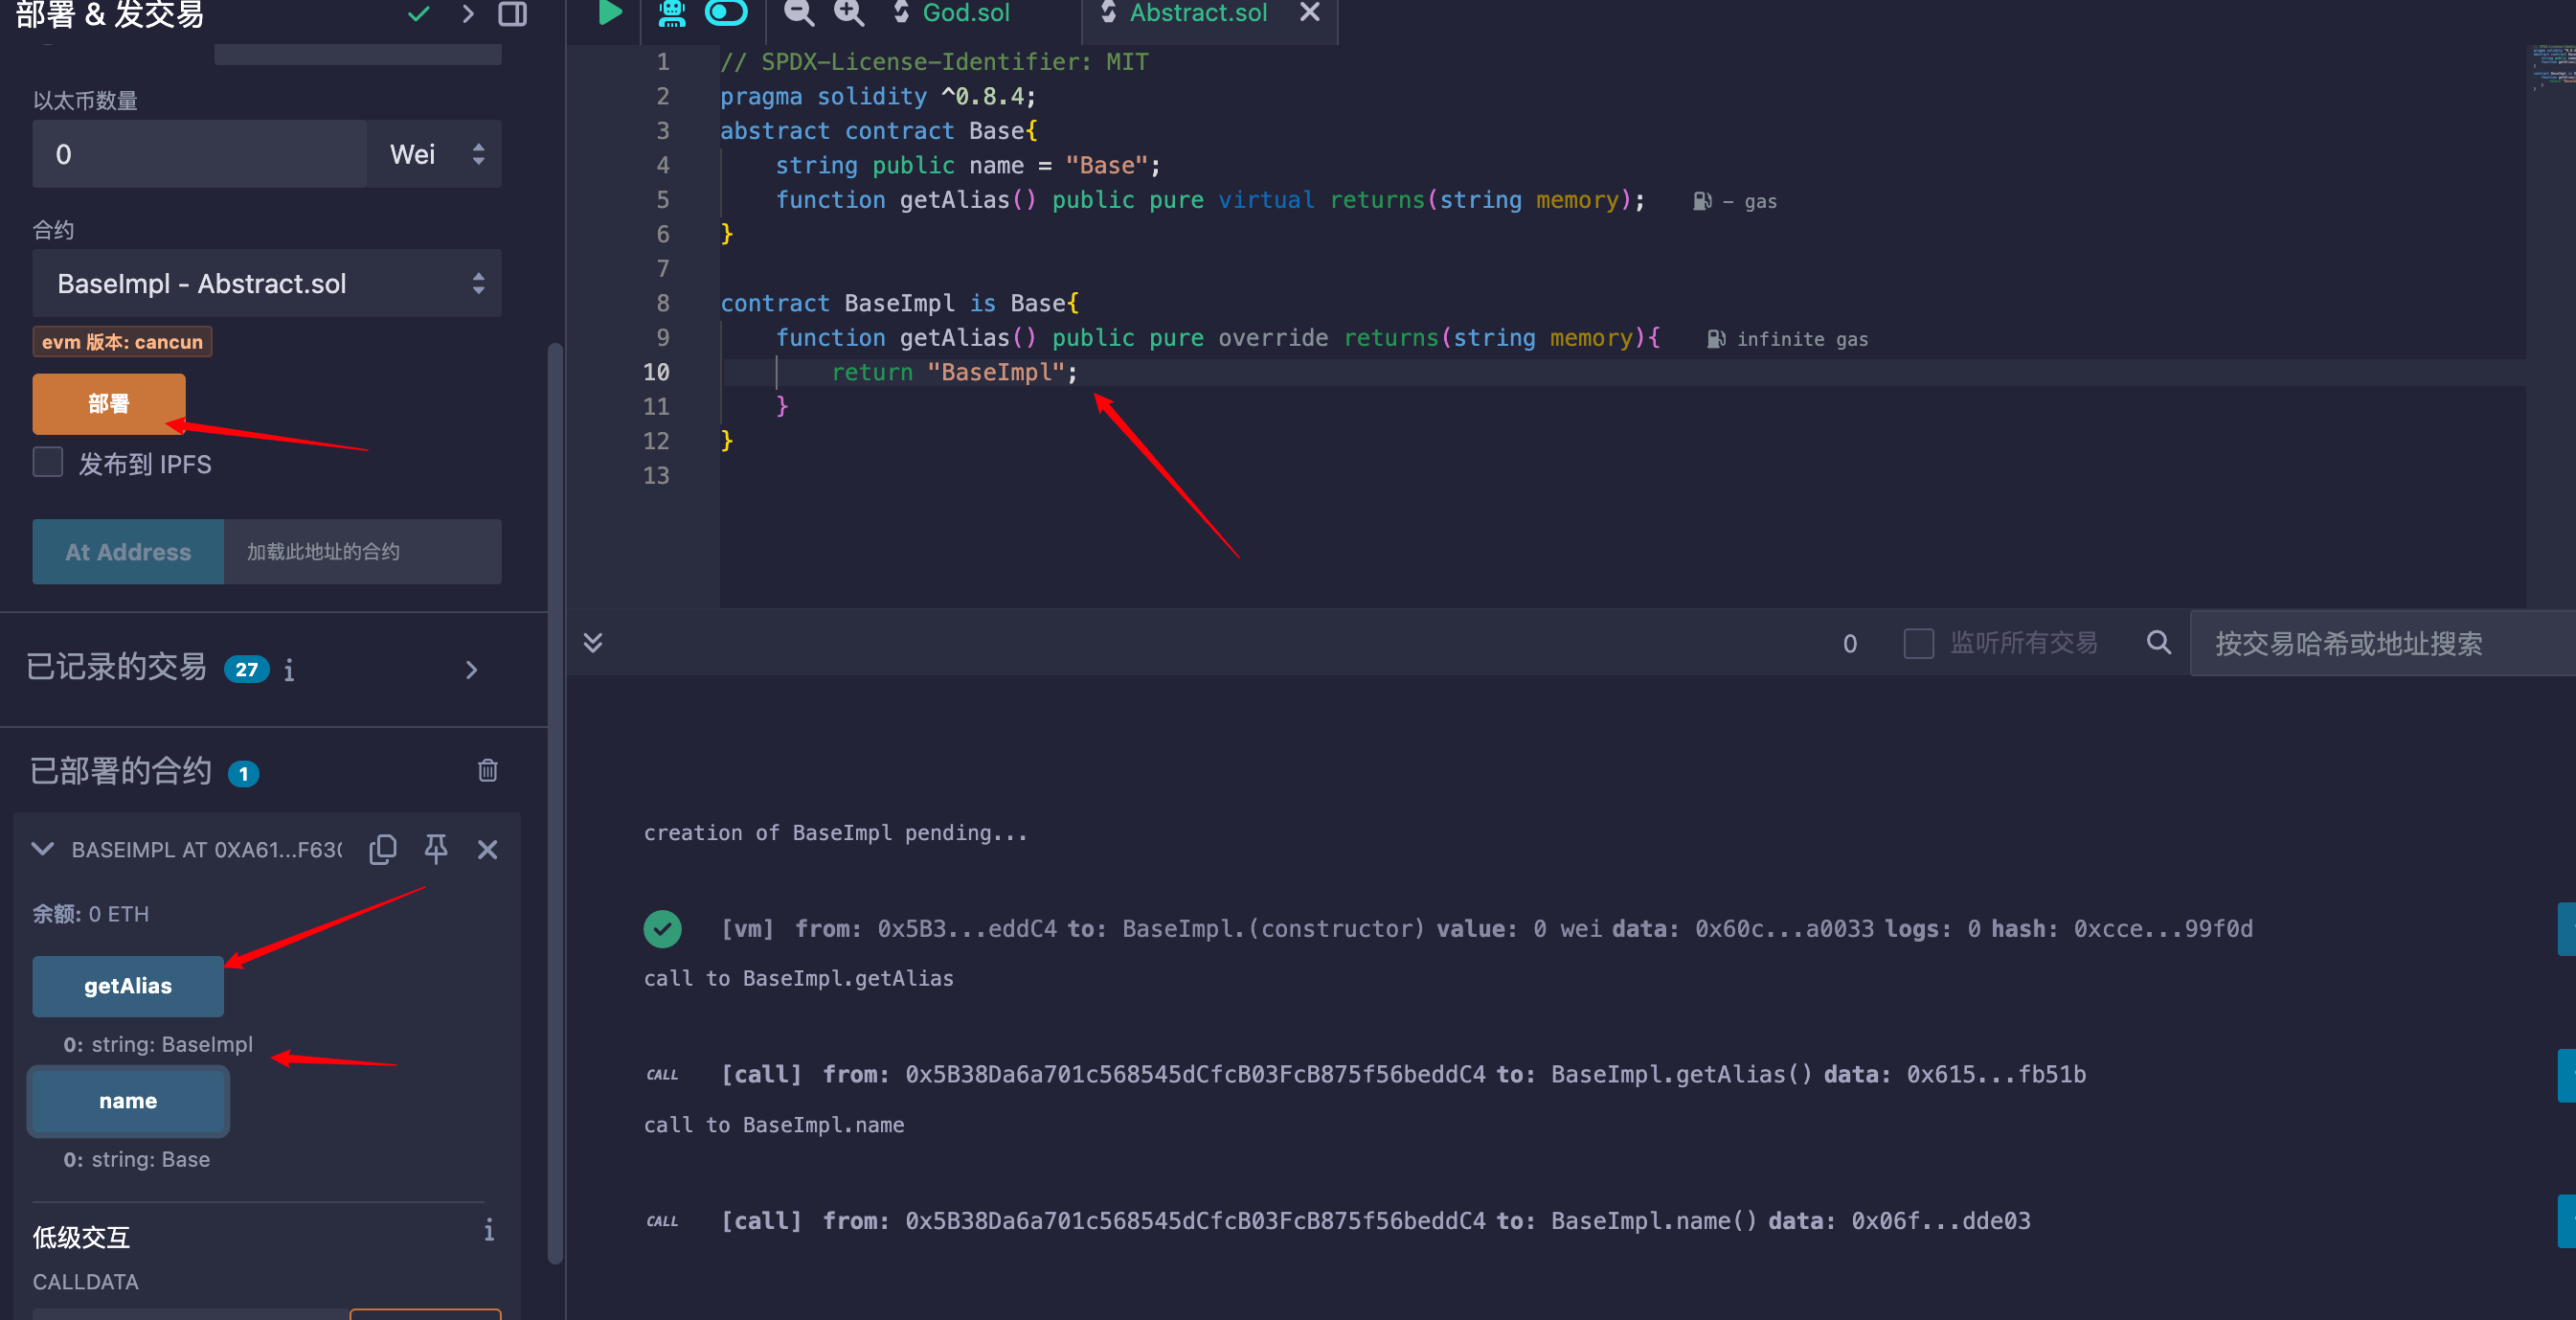 部署 & 发交易
以太币数量
0 Wei
合约
BaseImpl - Abstract.sol
evm 版本: cancun
部署
发布到 IPFS
At Address 加载此地址的合约
已记录的交易 27 i
已部署的合约 1
BASEIMPL AT 0XA61...F630
余额: 0 ETH
getAlias
0: string: BaseImpl
name
0: string: Base
低级交互 i
CALLDATA
God.sol Abstract.sol
1 // SPDX-License-Identifier: MIT
2 pragma solidity ^0.8.4;
3 abstract contract Base{
4 string public name = "Base";
5 function getAlias() public pure virtual returns(string memory); - gas
6 }
7
8 contract BaseImpl is Base{
9 function getAlias() public pure override returns(string memory){ infinite gas
10 return "BaseImpl";
11 }
12 }
13
0 监听所有交易 按交易哈希或地址搜索
creation of BaseImpl pending...
[vm] from: 0x5B3...eddC4 to: BaseImpl.(constructor) value: 0 wei data: 0x60c...a0033 logs: 0 hash: 0xcce...99f0d
call to BaseImpl.getAlias
CALL [call] from: 0x5B38Da6a701c568545dCfcB03FcB875f56beddC4 to: BaseImpl.getAlias() data: 0x615...fb51b
call to BaseImpl.name
CALL [call] from: 0x5B38Da6a701c568545dCfcB03FcB875f56beddC4 to: BaseImpl.name() data: 0x06f...dde03